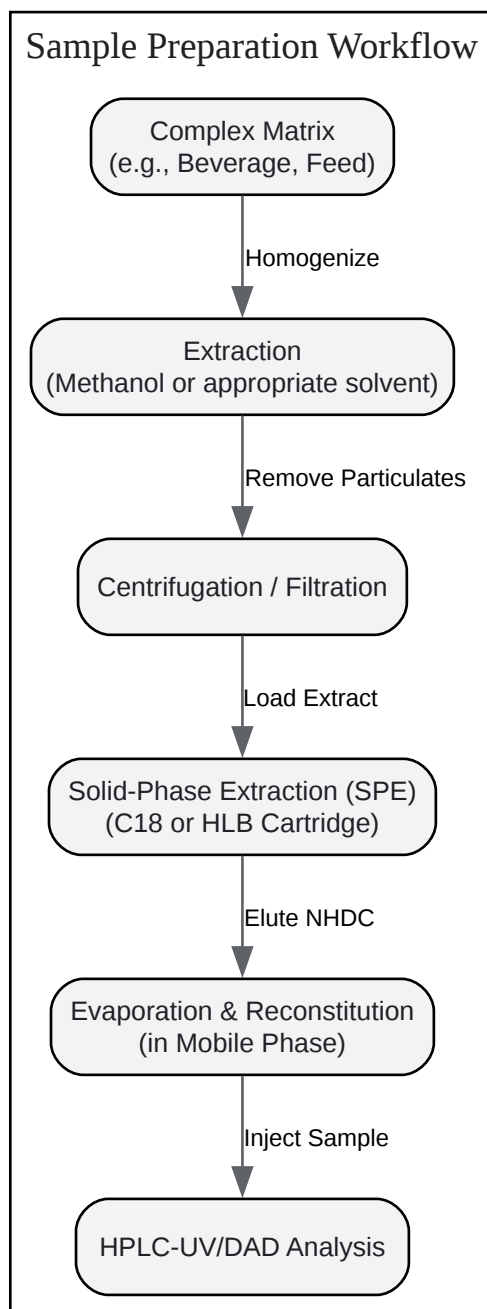 Sample Preparation Workflow
Complex Matrix
(e.g., Beverage, Feed)
Homogenize
Extraction
(Methanol or appropriate solvent)
Remove Particulates
Centrifugation / Filtration
Load Extract
Solid-Phase Extraction (SPE)
(C18 or HLB Cartridge)
Elute NHDC
Evaporation & Reconstitution
(in Mobile Phase)
Inject Sample
HPLC-UV/DAD Analysis